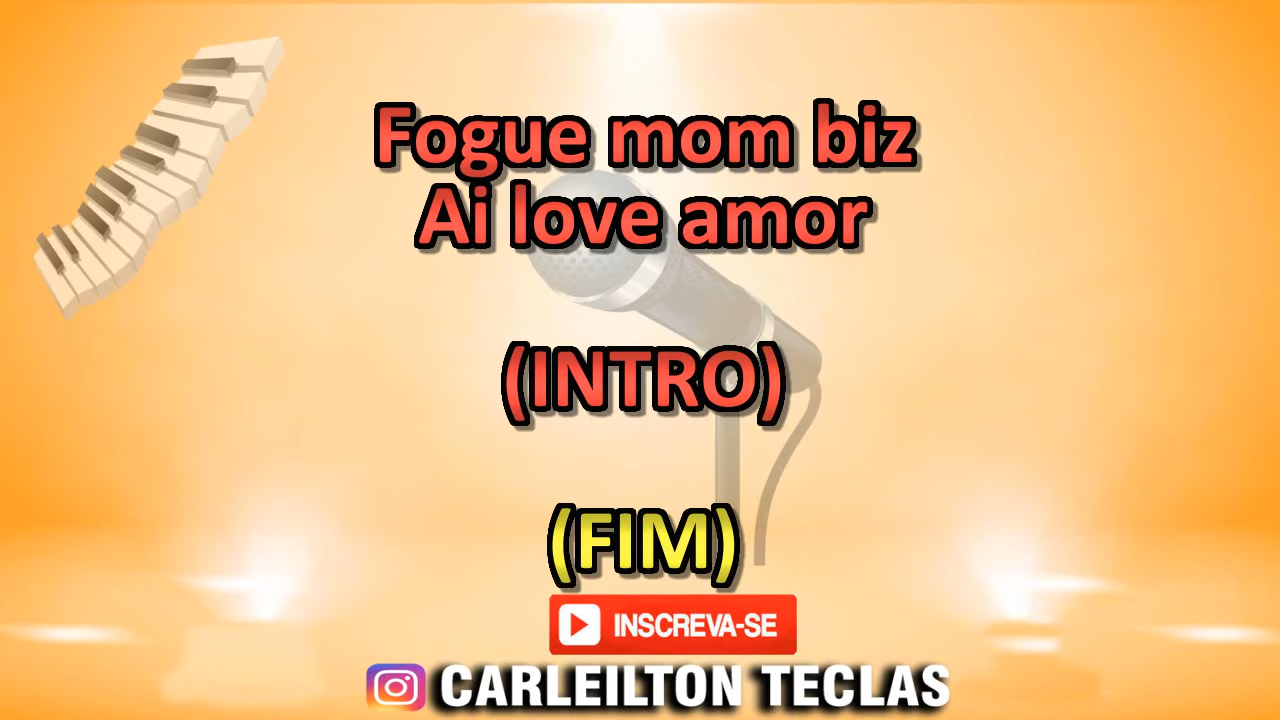 Fogue mom biz
Ai love amor
(INTRO)
(FIM)
INSCREVA-SE
CARLEILTON TECLAS